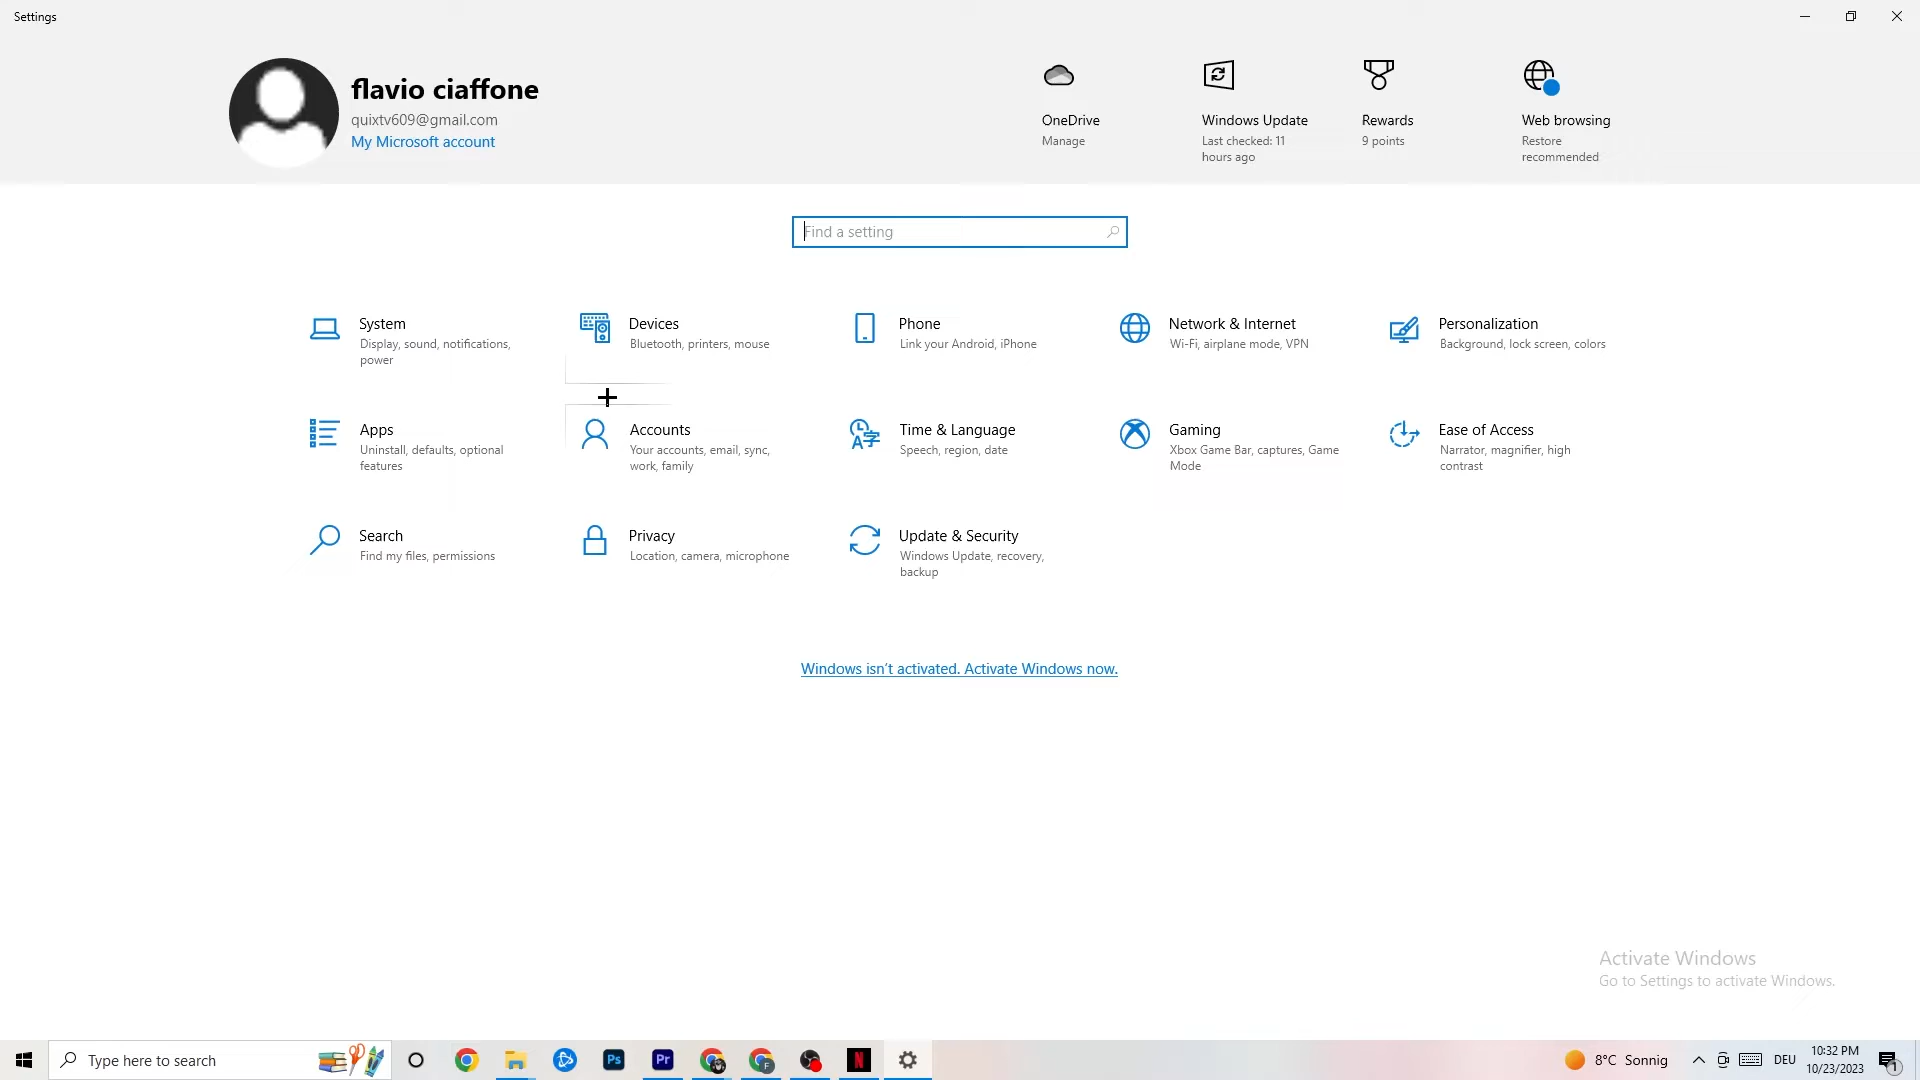 Settings
flavio ciaffone
quixtv609@gmail.com
My Microsoft account
OneDrive
Manage
Windows Update
Last checked: 11
hours ago
Rewards
9 points
Web browsing
Restore
recommended
Find a setting
System
Display, sound, notifications,
power
Devices
Bluetooth, printers, mouse
Phone
Link your Android, iPhone
Network & Internet
Wi-Fi, airplane mode, VPN
Personalization
Background, lock screen, colors
Apps
Uninstall, defaults, optional
features
Accounts
Your accounts, email, sync,
work, family
Time & Language
Speech, region, date
Gaming
Xbox Game Bar, captures, Game
Mode
Ease of Access
Narrator, magnifier, high
contrast
Search
Find my files, permissions
Privacy
Location, camera, microphone
Update & Security
Windows Update, recovery,
backup
Windows isn't activated. Activate Windows now.
Activate Windows
Go to Settings to activate Windows.
Type here to search
Ps
Pr
F
N
8°C Sonnig
DEU
10:32 PM
10/23/2023
1